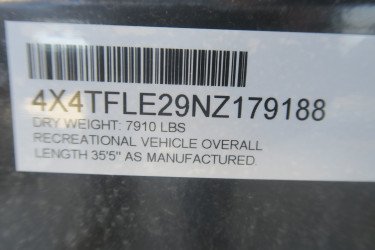 4X4TFLE29NZ179188
DRY WEIGHT: 7910 LBS
RECREATIONAL VEHICLE OVERALL
LENGTH 35'5" AS MANUFACTURED.